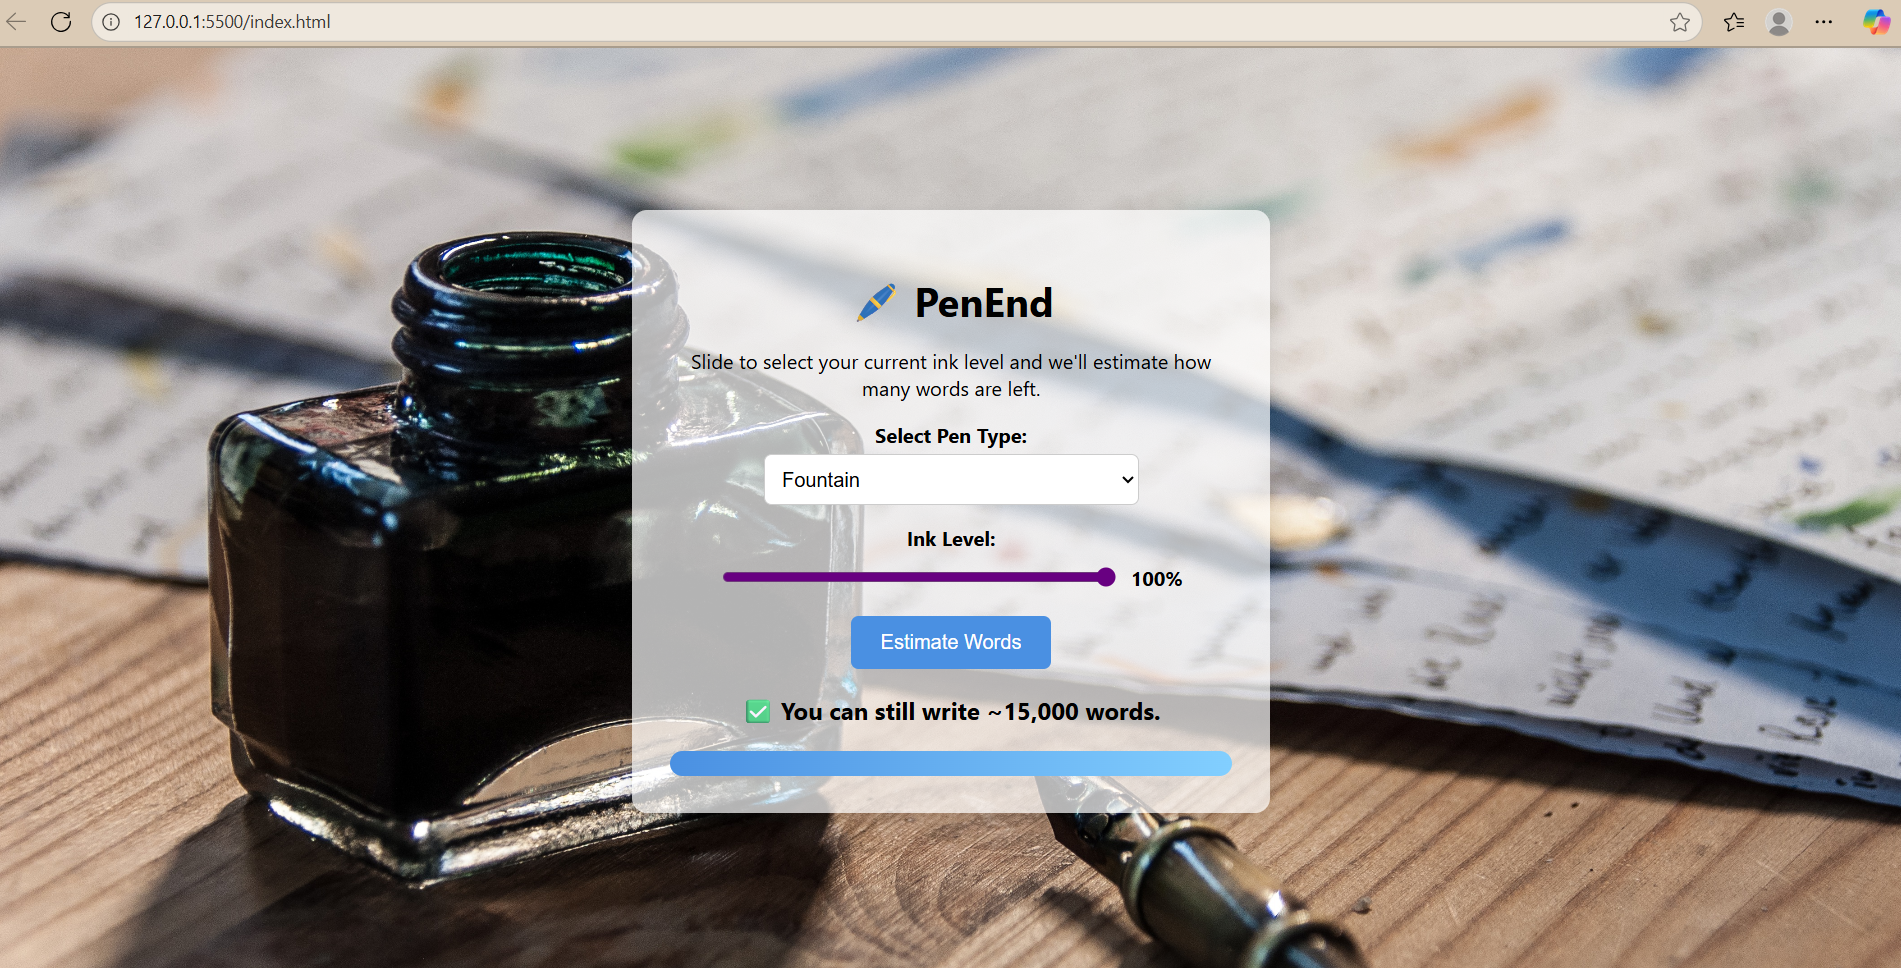 127.0.0.1:5500/index.html
PenEnd
Slide to select your current ink level and we'll estimate how
many words are left.
Select Pen Type:
Fountain
Ink Level:
100%
Estimate Words
You can still write ~15,000 words.